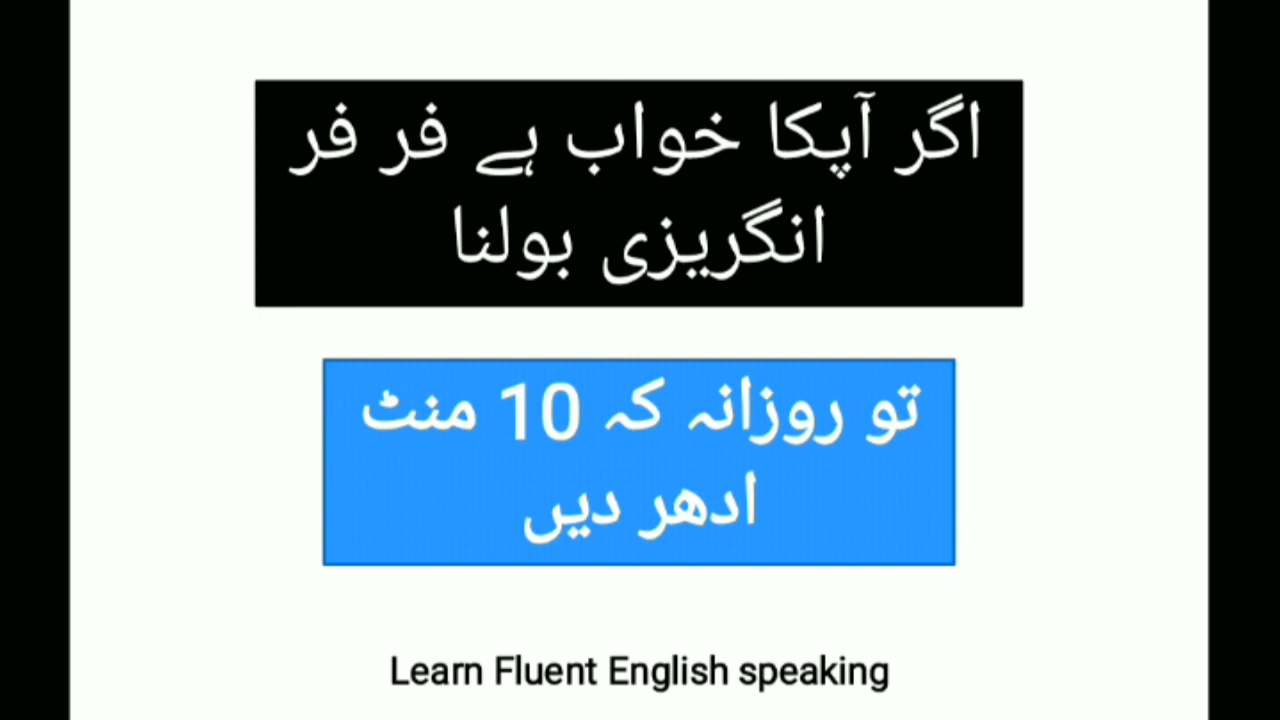 اگر آپکا خواب ہے فر فر
انگریزی بولنا
تو روزانہ کہ 10 منٹ
ادھر دیں
Learn Fluent English speaking